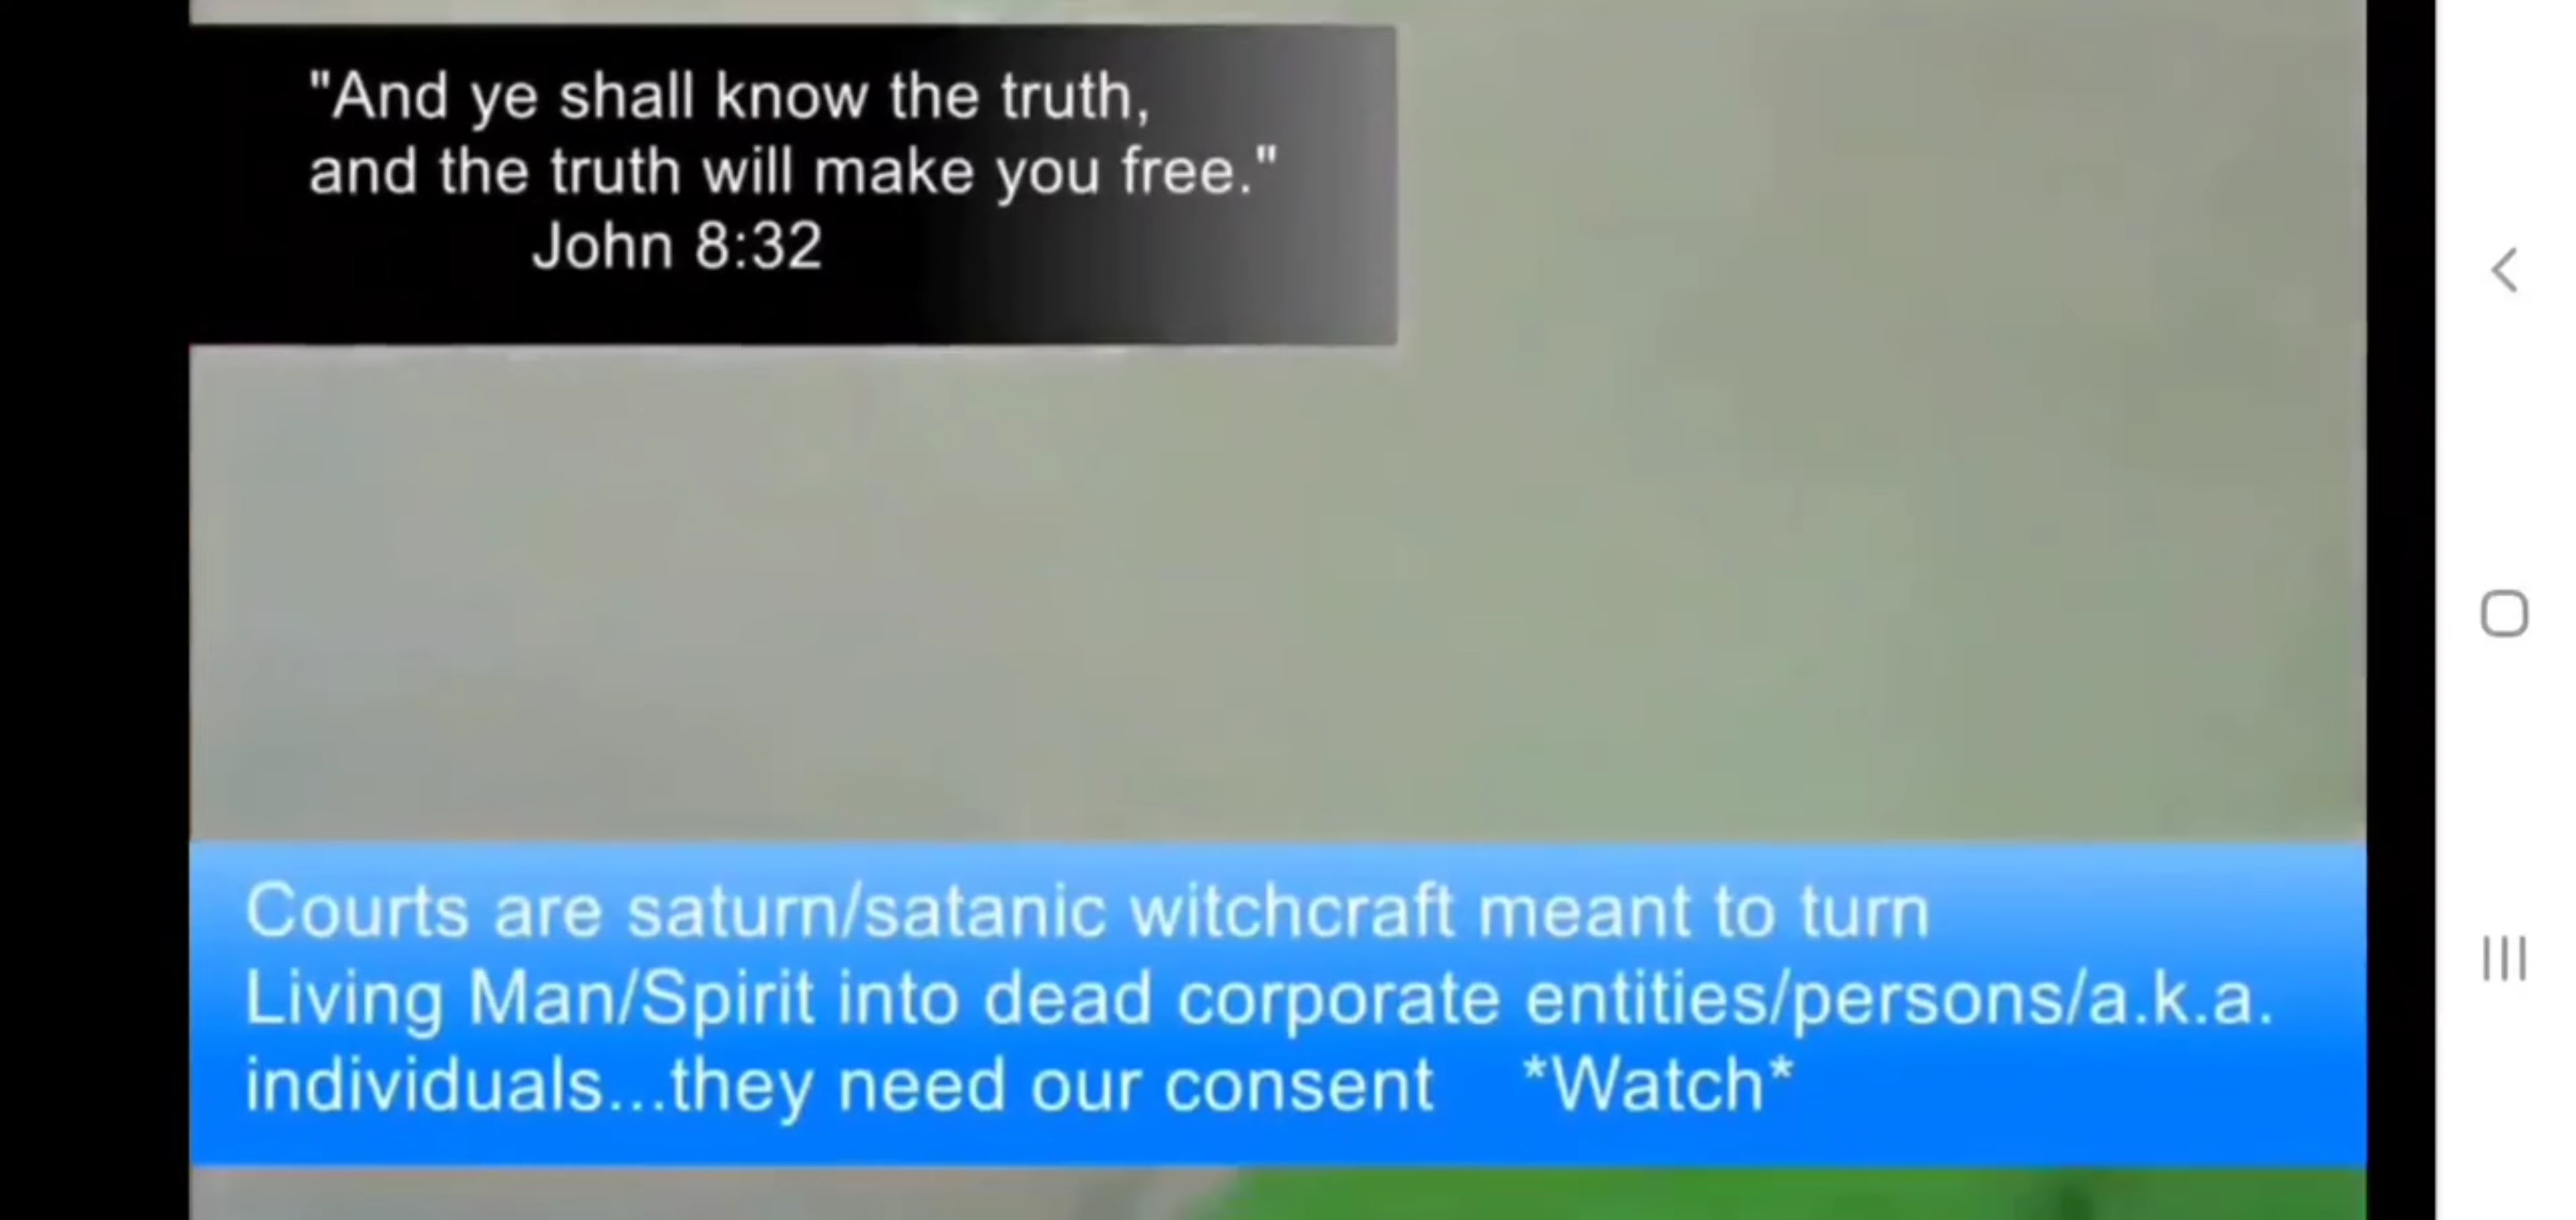 "And ye shall know the truth,
and the truth will make you free."
John 8:32
Courts are saturn/satanic witchcraft meant to turn
Living Man/Spirit into dead corporate entities/persons/a.k.a.
individuals...they need our consent *Watch*